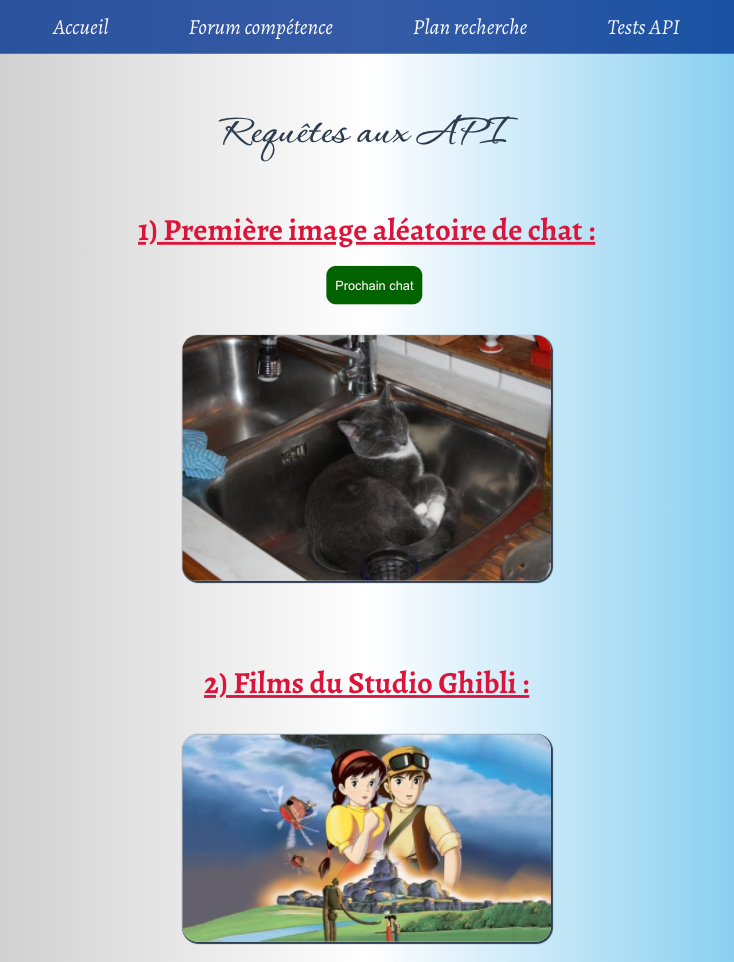 Accueil Forum compétence Plan recherche Tests API
Requêtes aux API
1) Première image aléatoire de chat :
Prochain chat
2) Films du Studio Ghibli :